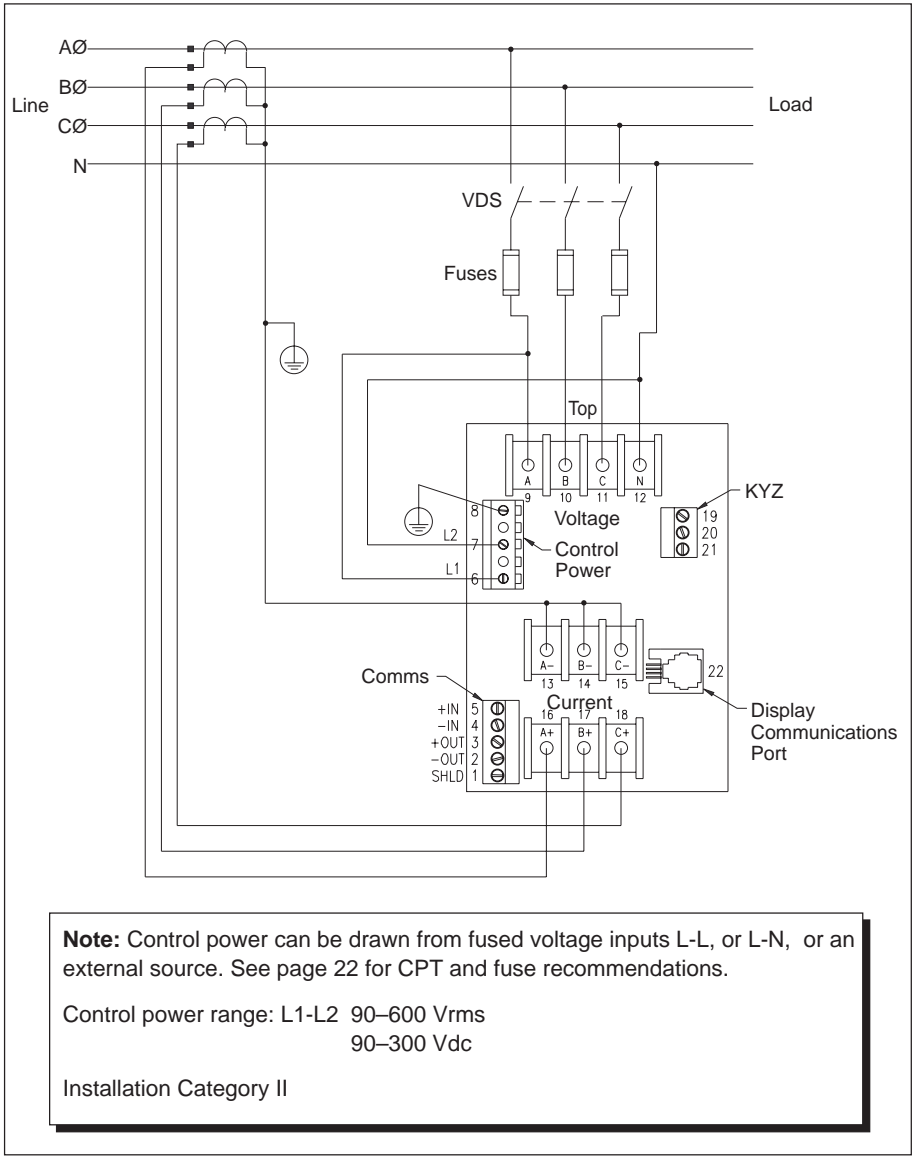 AØ
BØ
Line
Load
CØ
N
VDS
Fuses
Top
A
B
C
N
9
10
11
12
KYZ
8
Voltage
19
20
21
L2
7
Control
Power
L1
6
A-
B-
C-
13
14
15
22
Comms
Current
+IN 5
-IN 4
+OUT 3
-OUT 2
SHLD 1
16
17
18
A+
B+
C+
Display
Communications
Port
Note: Control power can be drawn from fused voltage inputs L-L, or L-N, or an
external source. See page 22 for CPT and fuse recommendations.
Control power range: L1-L2 90–600 Vrms
90–300 Vdc
Installation Category II